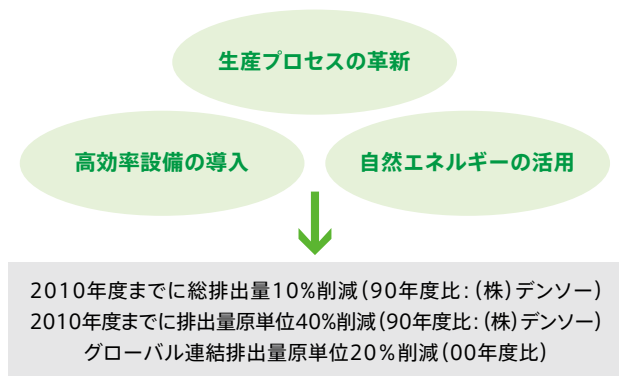 生産プロセスの革新
高効率設備の導入
自然エネルギーの活用
2010年度までに総排出量10%削減(90年度比:(株)デンソー)
2010年度までに排出量原単位40%削減(90年度比:(株)デンソー)
グローバル連結排出量原単位20%削減(00年度比)